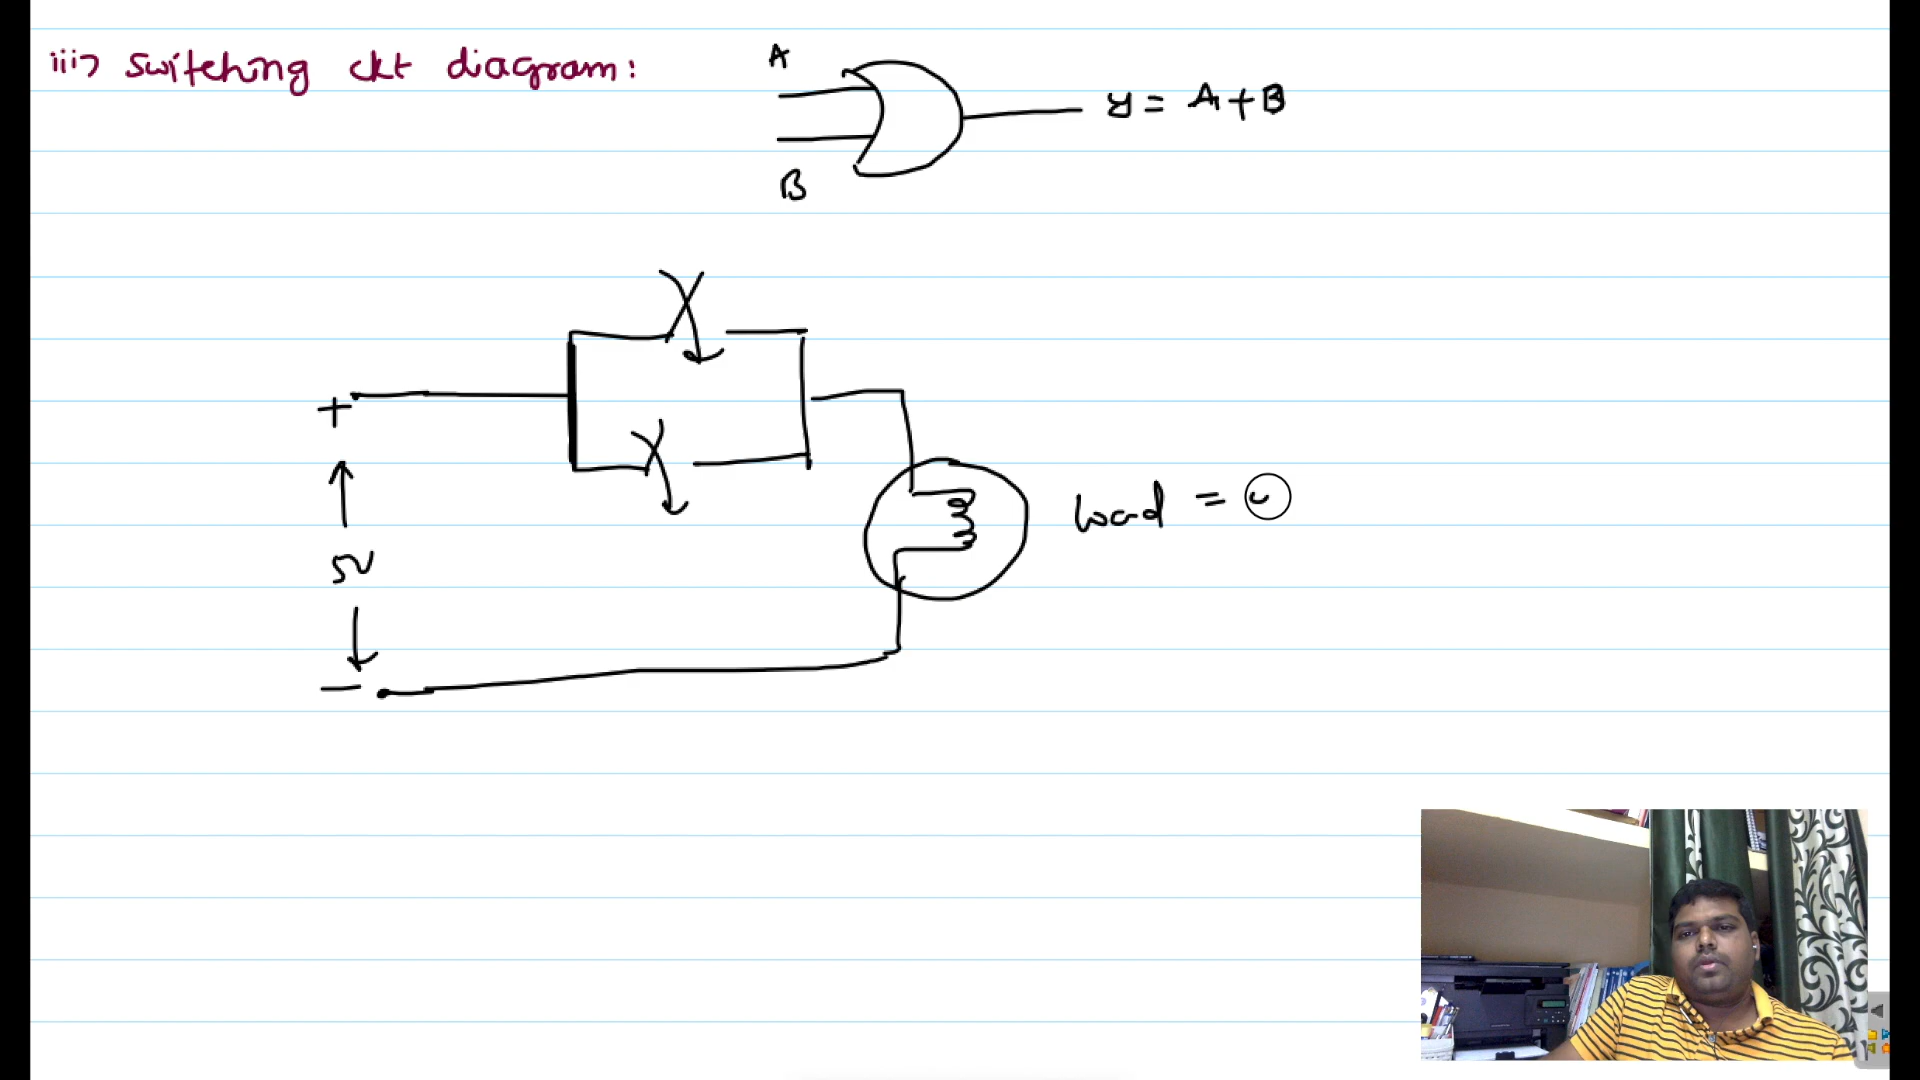 iii) Switching ckt diagram:
A
y = A+B
B
+
5V
load =
−